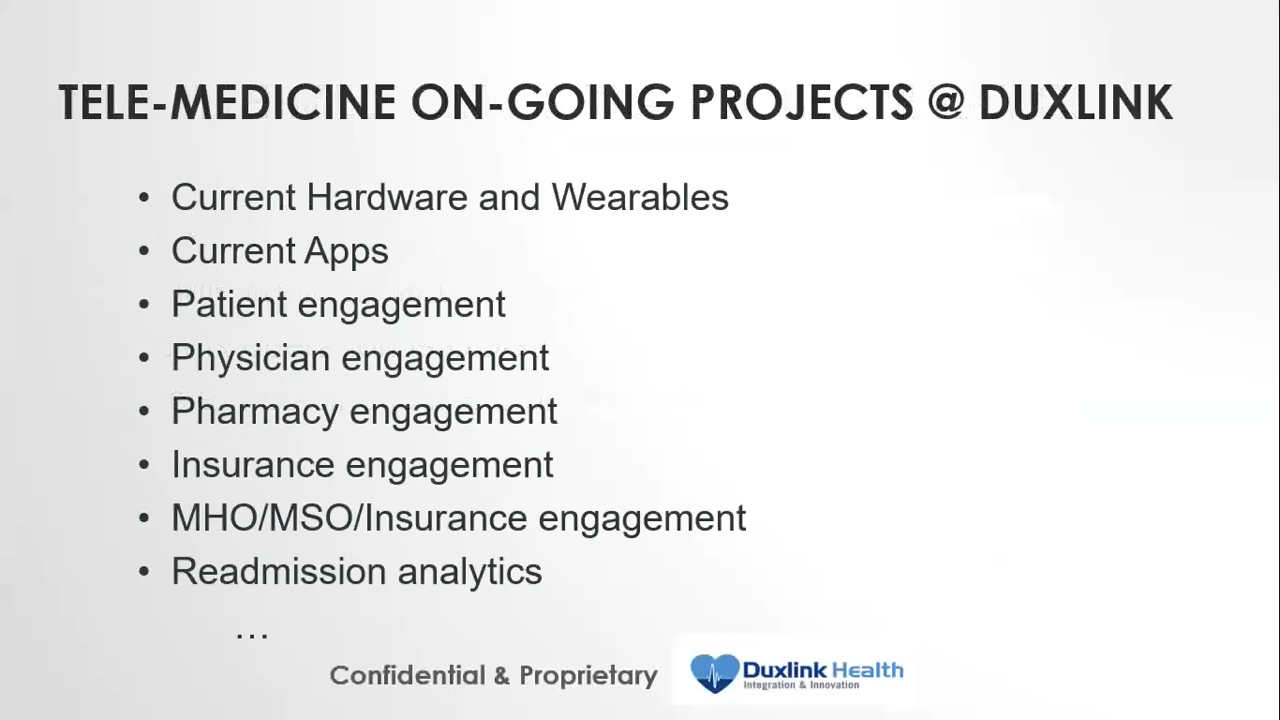 TELE-MEDICINE ON-GOING PROJECTS @ DUXLINK
• Current Hardware and Wearables
• Current Apps
• Patient engagement
• Physician engagement
• Pharmacy engagement
• Insurance engagement
• MHO/MSO/Insurance engagement
• Readmission analytics
...
Confidential & Proprietary
Duxlink Health
Integration & Innovation